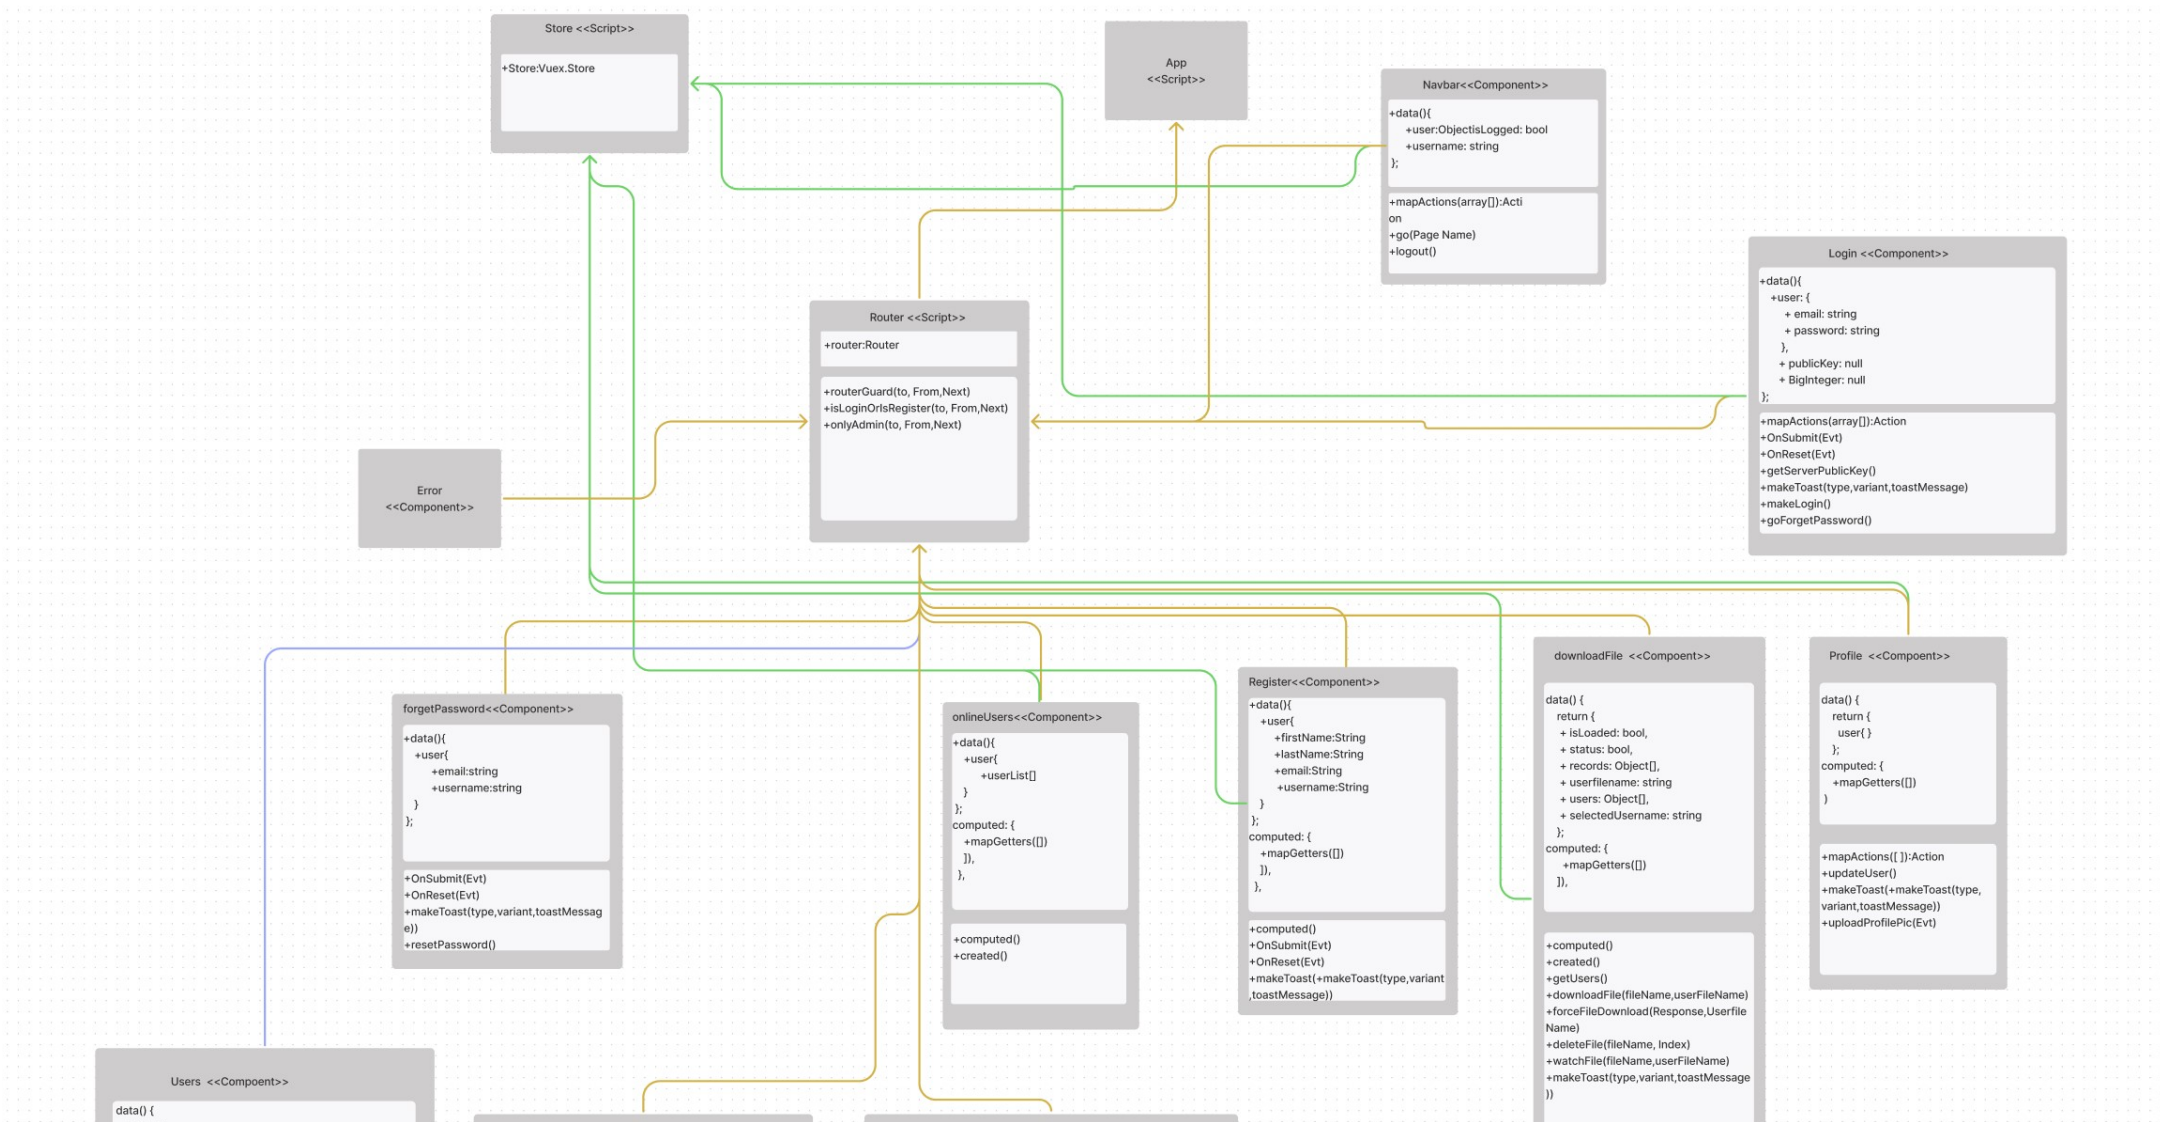 Store <<Script>>
+Store:Vuex.Store
App
<<Script>>
Navbar<<Component>>
+data(){
+user:ObjectisLogged: bool
+username: string
};
+mapActions(array[]):Acti
on
+go(Page Name)
+logout()
Login <<Component>>
+data(){
+user: {
+ email: string
+ password: string
},
+ publicKey: null
+ BigInteger: null
};
+mapActions(array[]):Action
+OnSubmit(Evt)
+OnReset(Evt)
+getServerPublicKey()
+makeToast(type,variant,toastMessage)
+makeLogin()
+goForgetPassword()
Router <<Script>>
+router:Router
+routerGuard(to, From,Next)
+isLoginOrIsRegister(to, From,Next)
+onlyAdmin(to, From,Next)
Error
<<Component>>
forgetPassword<<Component>>
+data(){
+user{
+email:string
+username:string
}
};
+OnSubmit(Evt)
+OnReset(Evt)
+makeToast(type,variant,toastMessag
e))
+resetPassword()
onlineUsers<<Component>>
+data(){
+user{
+userList[]
}
};
computed: {
+mapGetters([])
]),
},
+computed()
+created()
Register<<Component>>
+data(){
+user{
+firstName:String
+lastName:String
+email:String
+username:String
}
};
computed: {
+mapGetters([])
]),
},
+computed()
+OnSubmit(Evt)
+OnReset(Evt)
+makeToast(+makeToast(type,variant
,toastMessage))
downloadFile <<Compoent>>
data() {
return {
+ isLoaded: bool,
+ status: bool,
+ records: Object[],
+ userfilename: string
+ users: Object[],
+ selectedUsername: string
};
computed: {
+mapGetters([])
]),
+computed()
+created()
+getUsers()
+downloadFile(fileName,userFileName)
+forceFileDownload(Response,Userfile
Name)
+deleteFile(fileName, Index)
+watchFile(fileName,userFileName)
+makeToast(type,variant,toastMessage
))
Profile <<Compoent>>
data() {
return {
user{ }
};
computed: {
+mapGetters([])
)
+mapActions([ ]):Action
+updateUser()
+makeToast(+makeToast(type,
variant,toastMessage))
+uploadProfilePic(Evt)
Users <<Compoent>>
data() {